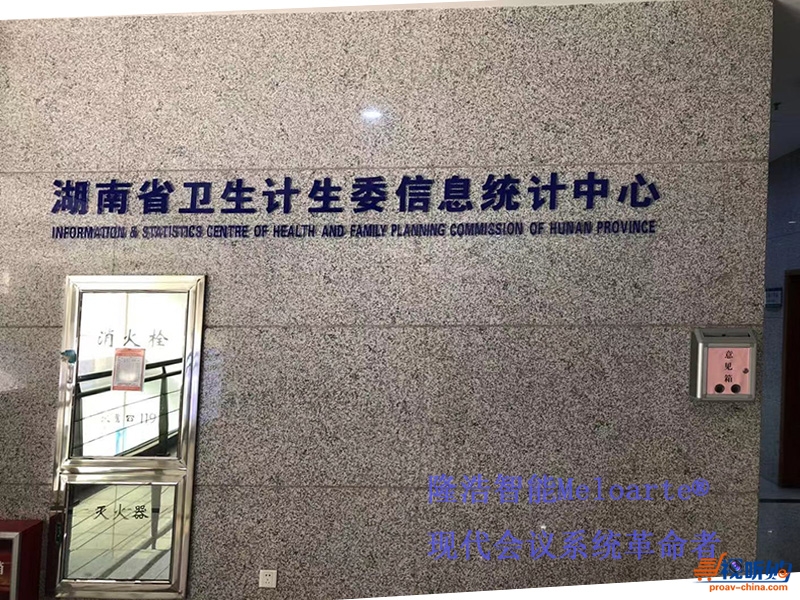 湖南省卫生计生委信息统计中心
INFORMATION & STATISTICS CENTRE OF HEALTH AND FAMILY PLANNING COMMISSION OF HUNAN PROVINCE
消火栓
119
灭火器
意见箱
隆浩智能Meloarte®
现代会议系统革命者
视听购
proav-china.com